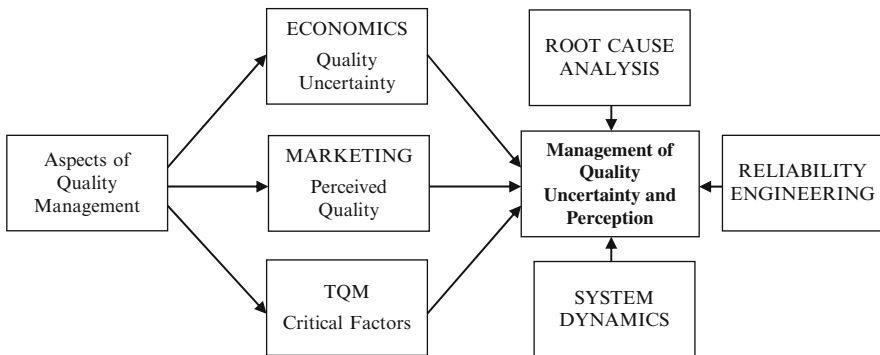 Aspects of
Quality
Management
ECONOMICS
Quality
Uncertainty
MARKETING
Perceived
Quality
TQM
Critical Factors
ROOT CAUSE
ANALYSIS
Management of
Quality
Uncertainty and
Perception
RELIABILITY
ENGINEERING
SYSTEM
DYNAMICS